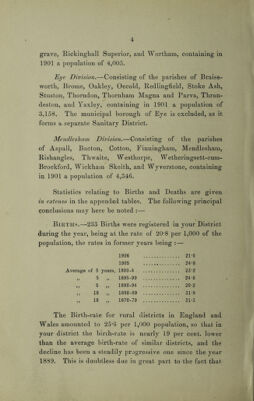 4
grave, Rickinghall Superior, and Wortham, containing in
1901 a population of 4,005.
Eye Division.—Consisting of the parishes of Braise-
worth, Brome, Oakley, Occold, Redlingfield, Stoke Ash,
Stuston, Thorndon, Thornham Magna and Parva, Thran-
deston, and Yaxley, containing in 1901 a population of
3,158. The municipal borough of Eye is excluded, as it
forms a separate Sanitary District.
Mendlesham Division.—Consisting of the parishes
of Aspall, Bacton, Cotton, Finningham, Mendlesham,
Rishangles, Thwaite, Westhorpe, Wetheringsett-cum-
Brockford, Wickham Skeith, and Wyverstone, containing
in 1901 a population of 4,546.
Statistics relating to Births and Deaths are given
in extenso in the appended tables. The following principal
conclusions may here be noted :—
Births.—233 Births were registered in your District
during the year, being at the rate of 20·8 per 1,000 of the
population, the rates in former years being :—
1906 ............... 21·5
1905 ............... 24·6
Average of 5 years, 1900-4 ............... 22·2
„ 5 „ 1895-99 ............... 24·8
„ 5 „ 1890-94 ............... 29·2
„ 10 „ 1880-89 ............... 31·9
„ 10 „ 1870-79 ............... 31·1
The Birth-rate for rural districts in England and
Wales amounted to 25·6 per 1,000 population, so that in
your district the birth-rate is nearly 19 per cent. lower
than the average birth-rate of similar districts, and the
decline has been a steadily progressive one since the year
1889. This is doubtless due in great part to the fact that